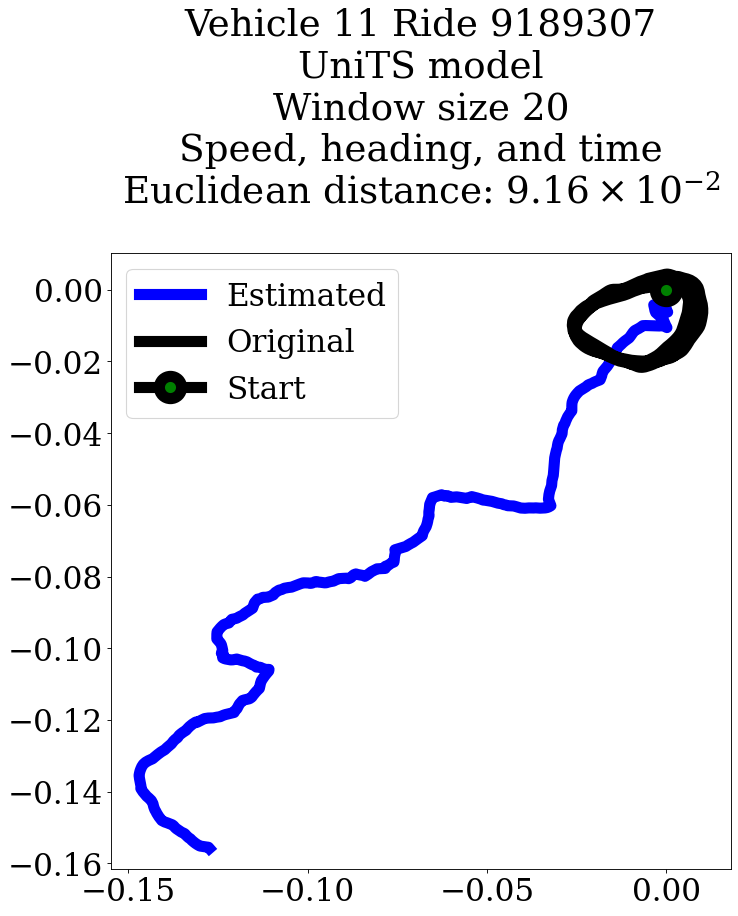 Vehicle 11 Ride 9189307
UniTS model
Window size 20
Speed, heading, and time
Euclidean distance: 9.16 × 10⁻²
Estimated
Original
Start
0.00
−0.02
−0.04
−0.06
−0.08
−0.10
−0.12
−0.14
−0.16
−0.15
−0.10
−0.05
0.00